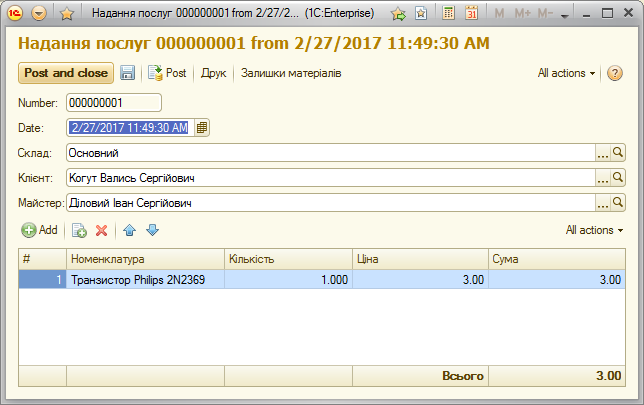 Надання послуг 000000001 from 2/27/2... (1C:Enterprise)
M M+ M-
31
Надання послуг 000000001 from 2/27/2017 11:49:30 AM
Post and close Post Друк Залишки матеріалів All actions
Number: 000000001
Date: 2/27/2017 11:49:30 AM
Склад: Основний ...
Клієнт: Когут Вались Сергійович ...
Майстер: Діловий Іван Сергійович ...
Add All actions
# Номенклатура Кількість Ціна Сума
1 Транзистор Philips 2N2369 1.000 3.00 3.00
Всього 3.00